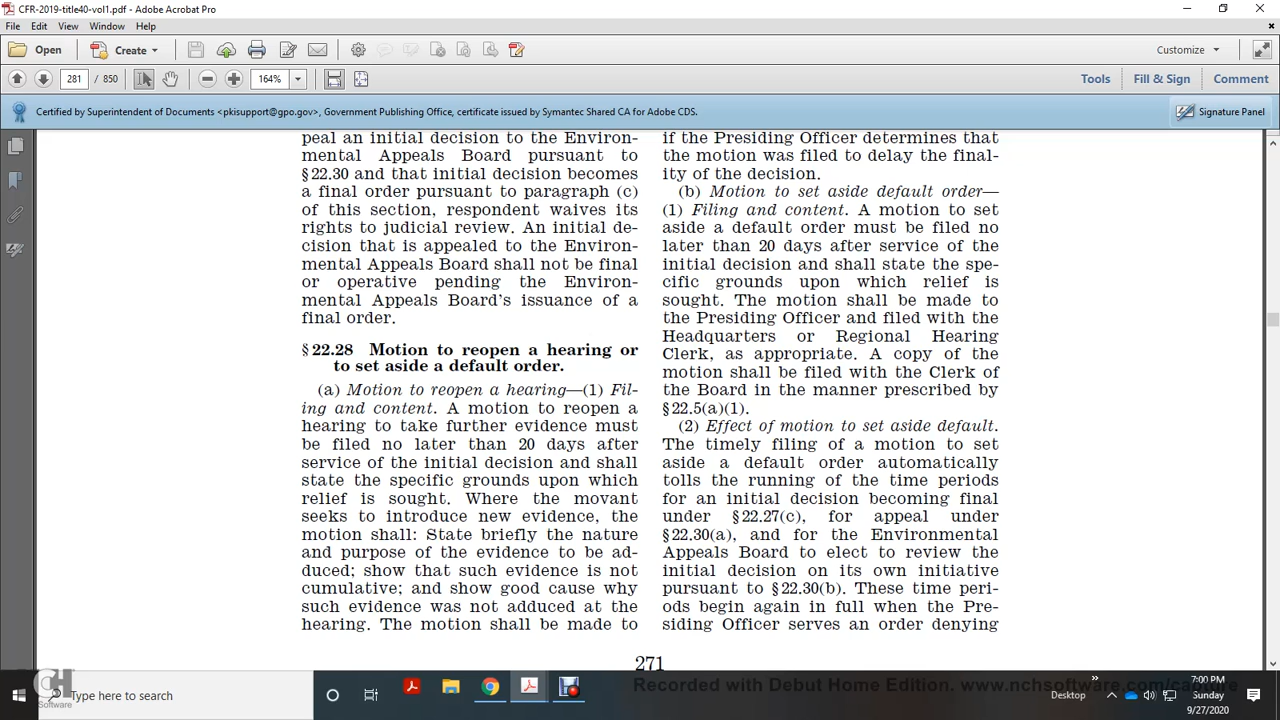 CFR-2019-title40-vol1.pdf - Adobe Acrobat Pro
File Edit View Window Help
Open Create Customize
281 / 850 164% Tools Fill & Sign Comment
Certified by Superintendent of Documents <pkisupport@gpo.gov>, Government Publishing Office, certificate issued by Symantec Shared CA for Adobe CDS. Signature Panel
peal an initial decision to the Environ-
mental Appeals Board pursuant to
§22.30 and that initial decision becomes
a final order pursuant to paragraph (c)
of this section, respondent waives its
rights to judicial review. An initial de-
cision that is appealed to the Environ-
mental Appeals Board shall not be final
or operative pending the Environ-
mental Appeals Board's issuance of a
final order.
§22.28 Motion to reopen a hearing or
to set aside a default order.
(a) Motion to reopen a hearing—(1) Fil-
ing and content. A motion to reopen a
hearing to take further evidence must
be filed no later than 20 days after
service of the initial decision and shall
state the specific grounds upon which
relief is sought. Where the movant
seeks to introduce new evidence, the
motion shall: State briefly the nature
and purpose of the evidence to be ad-
duced; show that such evidence is not
cumulative; and show good cause why
such evidence was not adduced at the
hearing. The motion shall be made to
if the Presiding Officer determines that
the motion was filed to delay the final-
ity of the decision.
(b) Motion to set aside default order—
(1) Filing and content. A motion to set
aside a default order must be filed no
later than 20 days after service of the
initial decision and shall state the spe-
cific grounds upon which relief is
sought. The motion shall be made to
the Presiding Officer and filed with the
Headquarters or Regional Hearing
Clerk, as appropriate. A copy of the
motion shall be filed with the Clerk of
the Board in the manner prescribed by
§22.5(a)(1).
(2) Effect of motion to set aside default.
The timely filing of a motion to set
aside a default order automatically
tolls the running of the time periods
for an initial decision becoming final
under §22.27(c), for appeal under
§22.30(a), and for the Environmental
Appeals Board to elect to review the
initial decision on its own initiative
pursuant to §22.30(b). These time peri-
ods begin again in full when the Pre-
siding Officer serves an order denying
271
Recorded with Debut Home Edition. www.nchsoftware.com/capture
NCH
Software
Type here to search
Desktop
7:00 PM
Sunday
9/27/2020